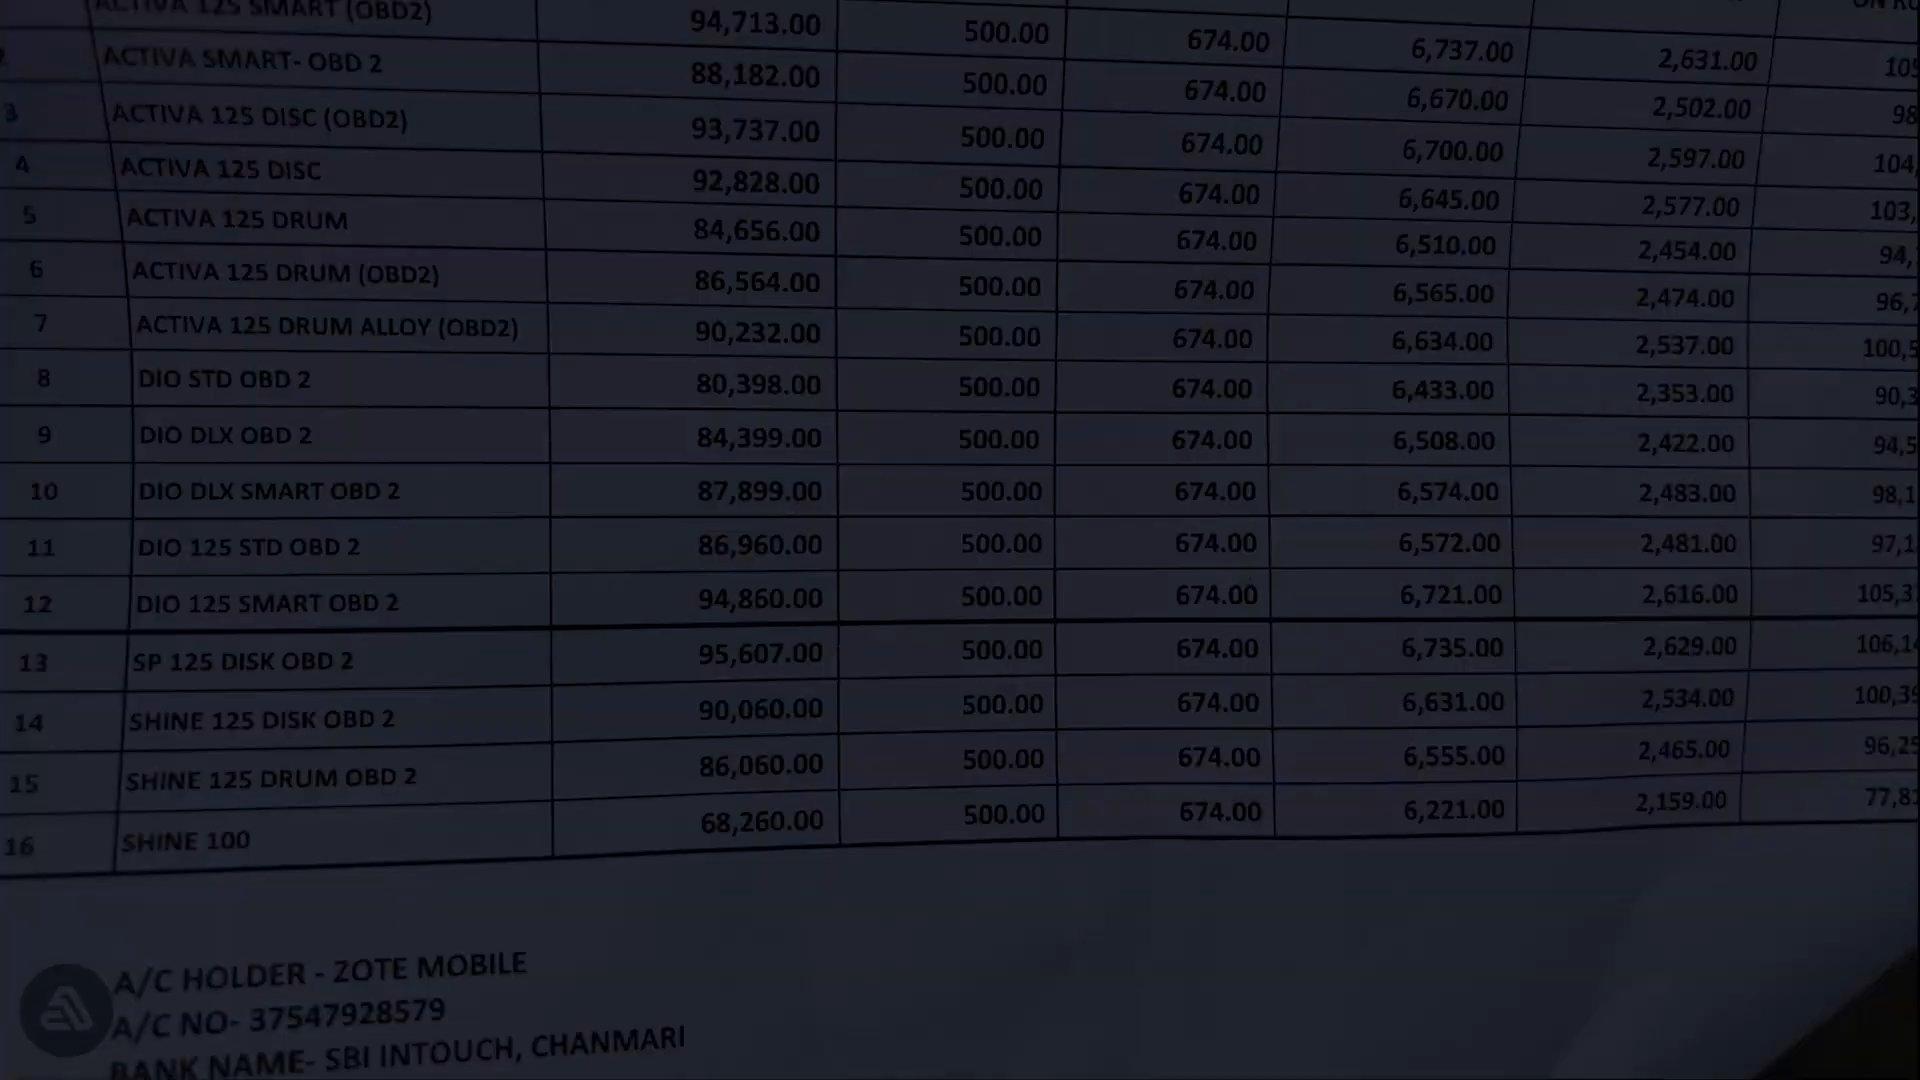 ACTIVA 125 SMART (OBD2) 94,713.00 500.00 674.00 6,737.00 2,631.00 105
ACTIVA SMART- OBD 2 88,182.00 500.00 674.00 6,670.00 2,502.00 98
3 ACTIVA 125 DISC (OBD2) 93,737.00 500.00 674.00 6,700.00 2,597.00 104,
4 ACTIVA 125 DISC 92,828.00 500.00 674.00 6,645.00 2,577.00 103,
5 ACTIVA 125 DRUM 84,656.00 500.00 674.00 6,510.00 2,454.00 94,
6 ACTIVA 125 DRUM (OBD2) 86,564.00 500.00 674.00 6,565.00 2,474.00 96,7
7 ACTIVA 125 DRUM ALLOY (OBD2) 90,232.00 500.00 674.00 6,634.00 2,537.00 100,5
8 DIO STD OBD 2 80,398.00 500.00 674.00 6,433.00 2,353.00 90,3
9 DIO DLX OBD 2 84,399.00 500.00 674.00 6,508.00 2,422.00 94,5
10 DIO DLX SMART OBD 2 87,899.00 500.00 674.00 6,574.00 2,483.00 98,1
11 DIO 125 STD OBD 2 86,960.00 500.00 674.00 6,572.00 2,481.00 97,1
12 DIO 125 SMART OBD 2 94,860.00 500.00 674.00 6,721.00 2,616.00 105,3
13 SP 125 DISK OBD 2 95,607.00 500.00 674.00 6,735.00 2,629.00 106,14
14 SHINE 125 DISK OBD 2 90,060.00 500.00 674.00 6,631.00 2,534.00 100,39
15 SHINE 125 DRUM OBD 2 86,060.00 500.00 674.00 6,555.00 2,465.00 96,25
16 SHINE 100 68,260.00 500.00 674.00 6,221.00 2,159.00 77,81
A/C HOLDER - ZOTE MOBILE
A/C NO- 37547928579
BANK NAME- SBI INTOUCH, CHANMARI